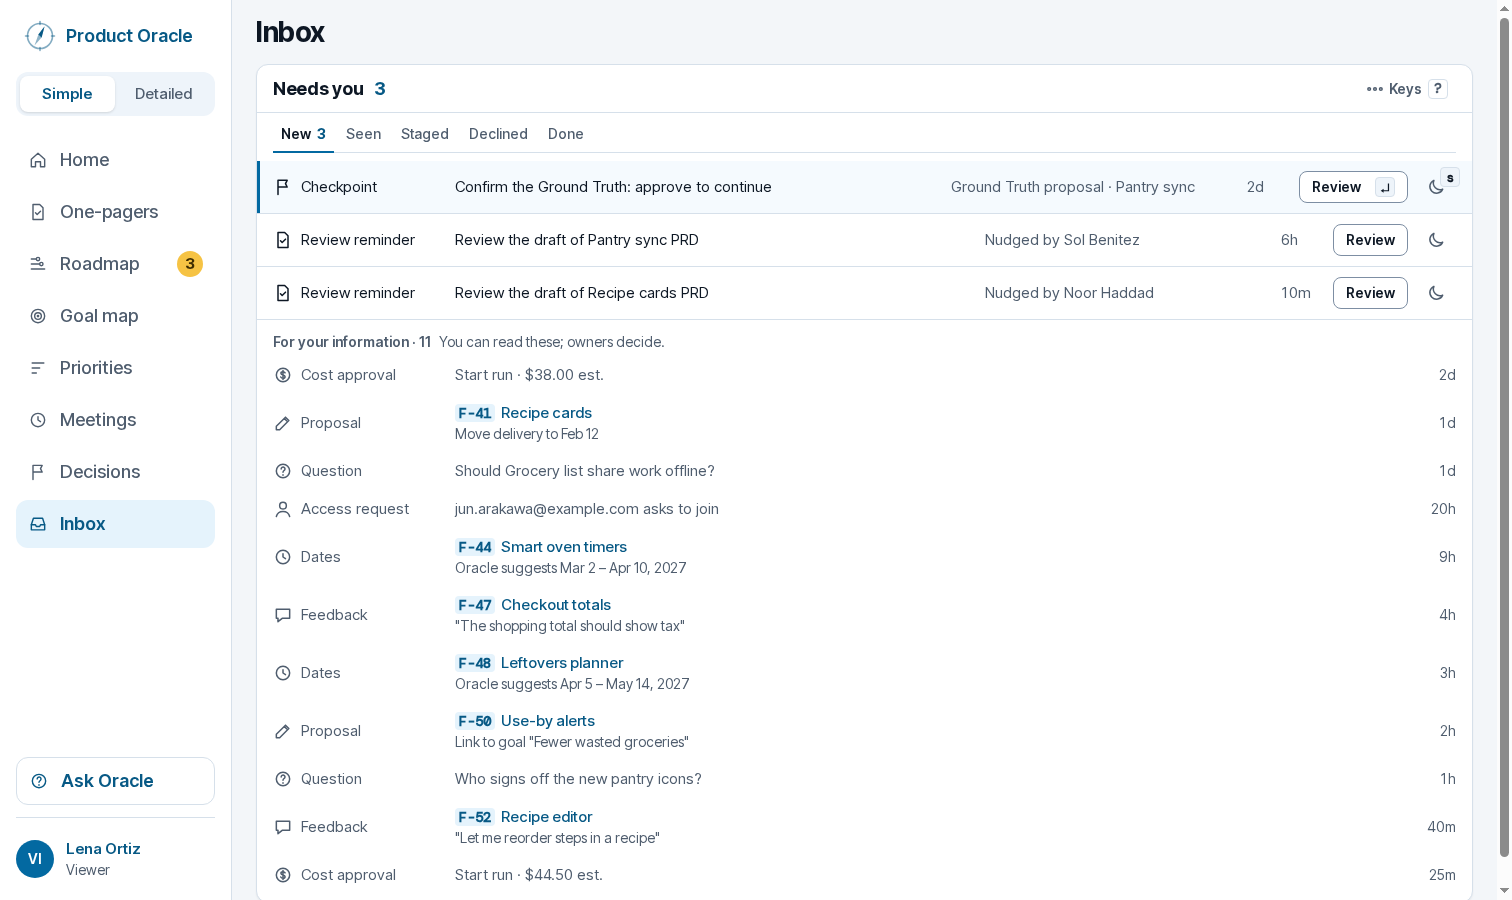 Product Oracle
Simple Detailed
Home
One-pagers
Roadmap 3
Goal map
Priorities
Meetings
Decisions
Inbox
Ask Oracle
VI Lena Ortiz
Viewer
Inbox
Needs you 3
Keys ?
New 3 Seen Staged Declined Done
Checkpoint Confirm the Ground Truth: approve to continue Ground Truth proposal · Pantry sync 2d Review ↵ s
Review reminder Review the draft of Pantry sync PRD Nudged by Sol Benitez 6h Review
Review reminder Review the draft of Recipe cards PRD Nudged by Noor Haddad 10m Review
For your information · 11 You can read these; owners decide.
Cost approval Start run · $38.00 est. 2d
Proposal F-41 Recipe cards 1d
Move delivery to Feb 12
Question Should Grocery list share work offline? 1d
Access request jun.arakawa@example.com asks to join 20h
Dates F-44 Smart oven timers 9h
Oracle suggests Mar 2 – Apr 10, 2027
Feedback F-47 Checkout totals 4h
"The shopping total should show tax"
Dates F-48 Leftovers planner 3h
Oracle suggests Apr 5 – May 14, 2027
Proposal F-50 Use-by alerts 2h
Link to goal "Fewer wasted groceries"
Question Who signs off the new pantry icons? 1h
Feedback F-52 Recipe editor 40m
"Let me reorder steps in a recipe"
Cost approval Start run · $44.50 est. 25m